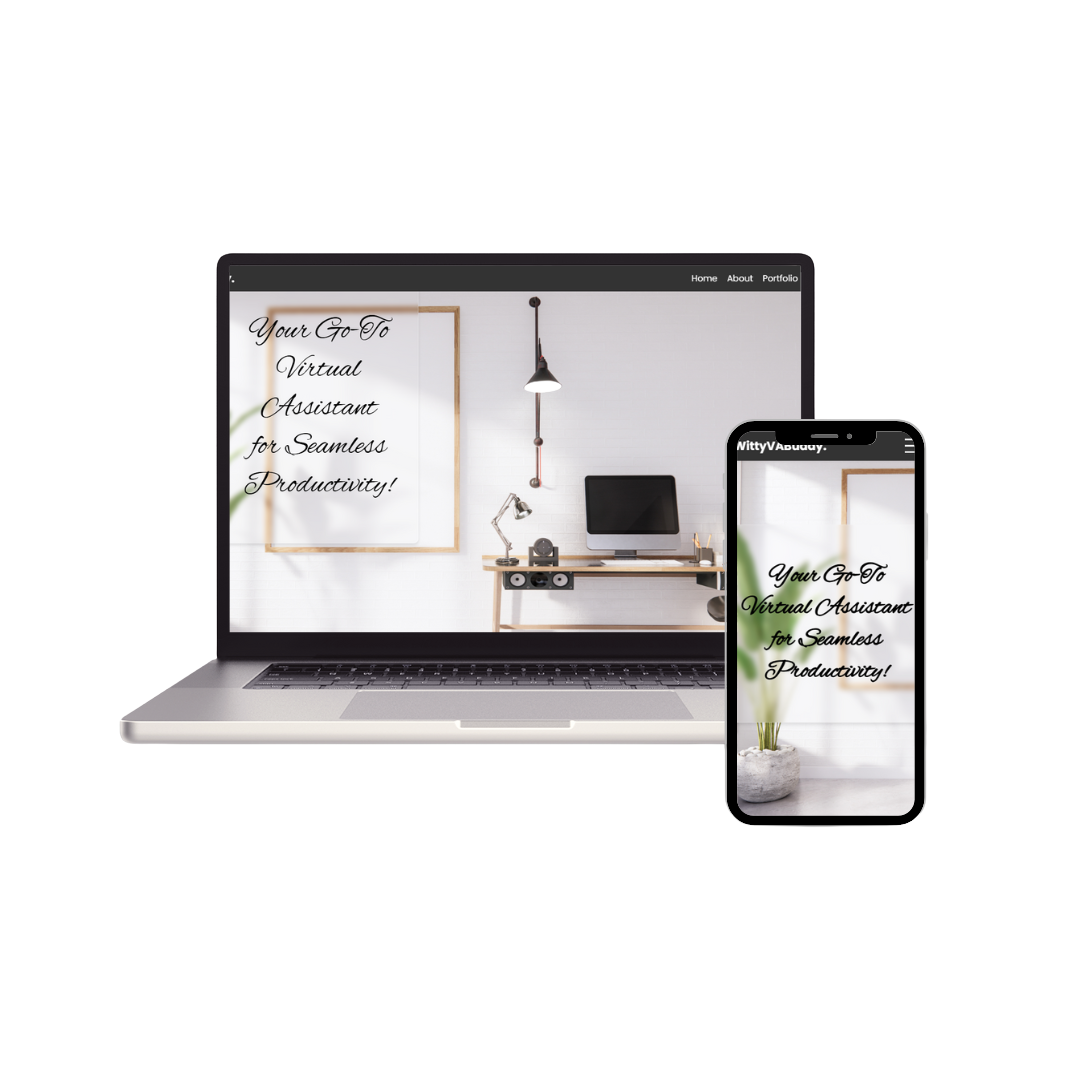 Home About Portfolio
Your Go-To
Virtual
Assistant
for Seamless
Productivity!
WittyVABuddy.
Your Go-To
Virtual Assistant
for Seamless
Productivity!